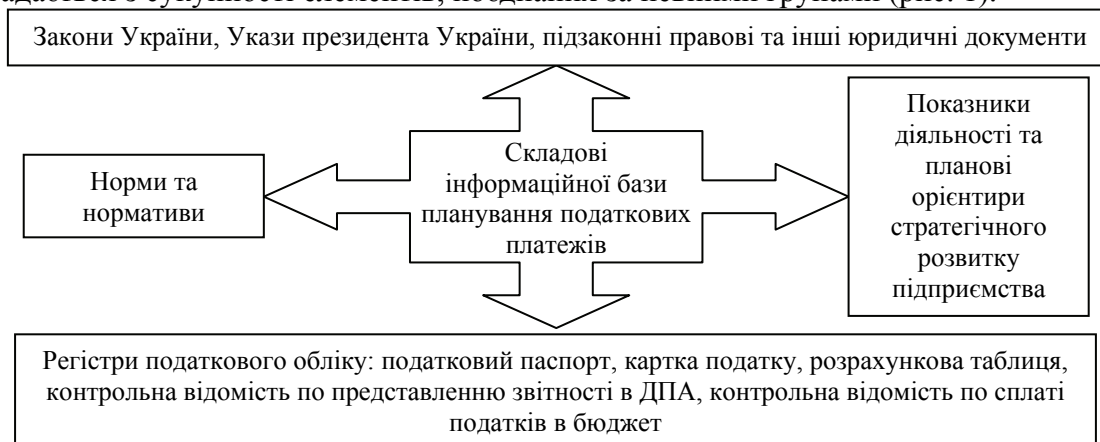 Закони України, Укази президента України, підзаконні правові та інші юридичні документи
Норми та
нормативи
Складові
інформаційної бази
планування податкових
платежів
Показники
діяльності та
планові
орієнтири
стратегічного
розвитку
підприємства
Регістри податкового обліку: податковий паспорт, картка податку, розрахункова таблиця,
контрольна відомість по представленню звітності в ДПА, контрольна відомість по сплаті
податків в бюджет